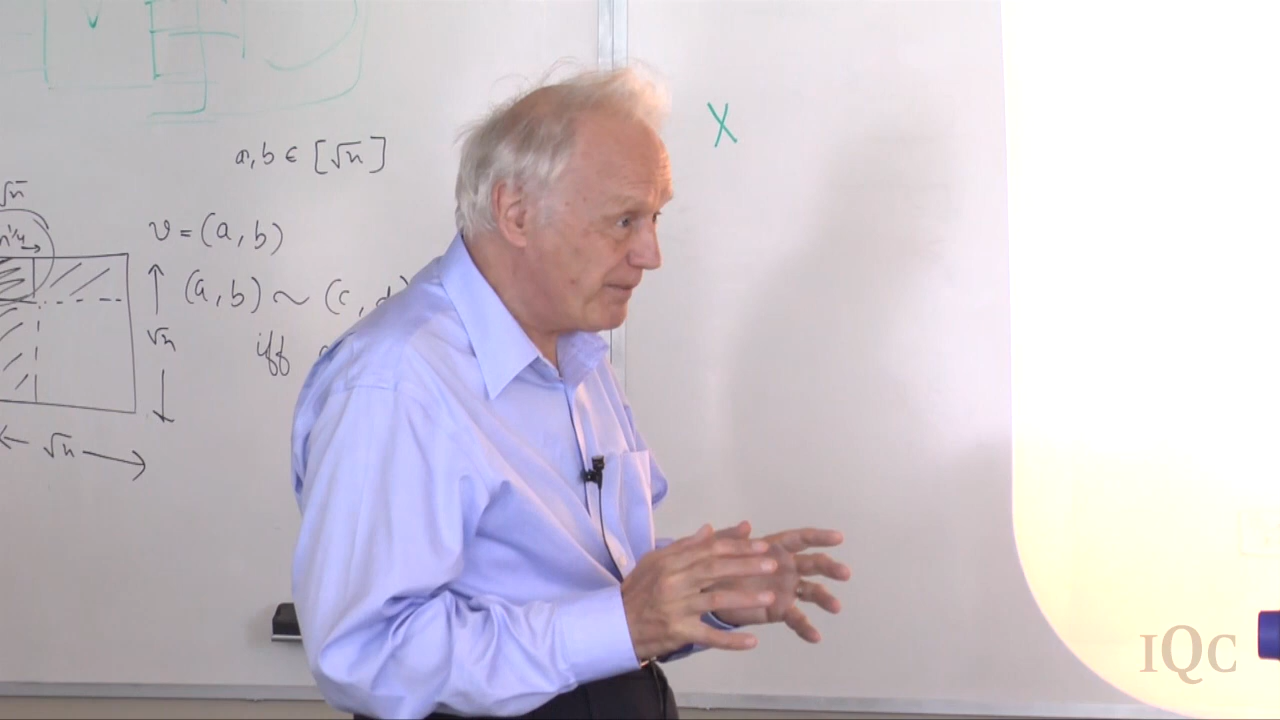 X
a,b ∈ [√n]
√n
n^1/4
v = (a,b)
(a,b) ~ (c,d)
√n
iff
√n
IQC